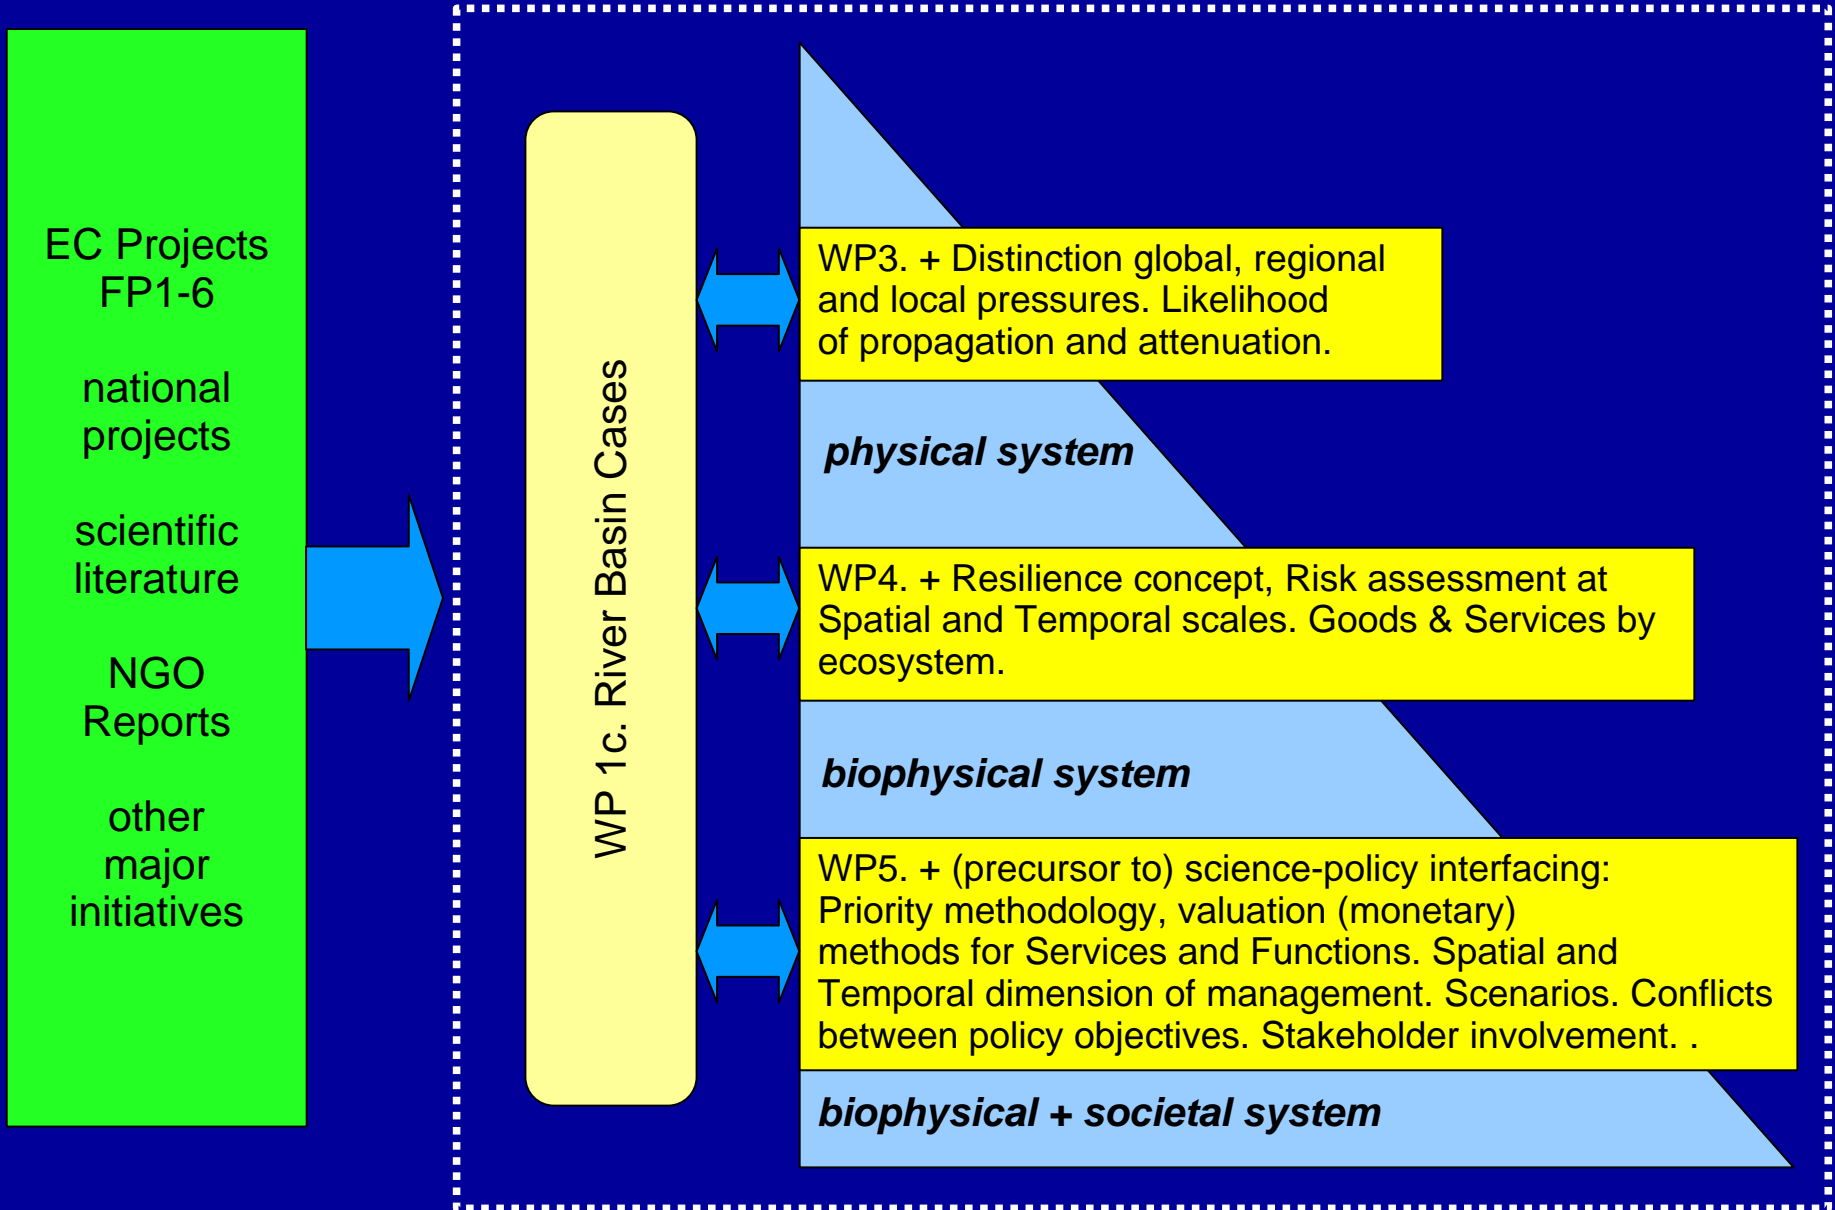 EC Projects
FP1-6
national
projects
scientific
literature
NGO
Reports
other
major
initiatives
WP 1c. River Basin Cases
WP3. + Distinction global, regional
and local pressures. Likelihood
of propagation and attenuation.
physical system
WP4. + Resilience concept, Risk assessment at
Spatial and Temporal scales. Goods & Services by
ecosystem.
biophysical system
WP5. + (precursor to) science-policy interfacing:
Priority methodology, valuation (monetary)
methods for Services and Functions. Spatial and
Temporal dimension of management. Scenarios. Conflicts
between policy objectives. Stakeholder involvement. .
biophysical + societal system